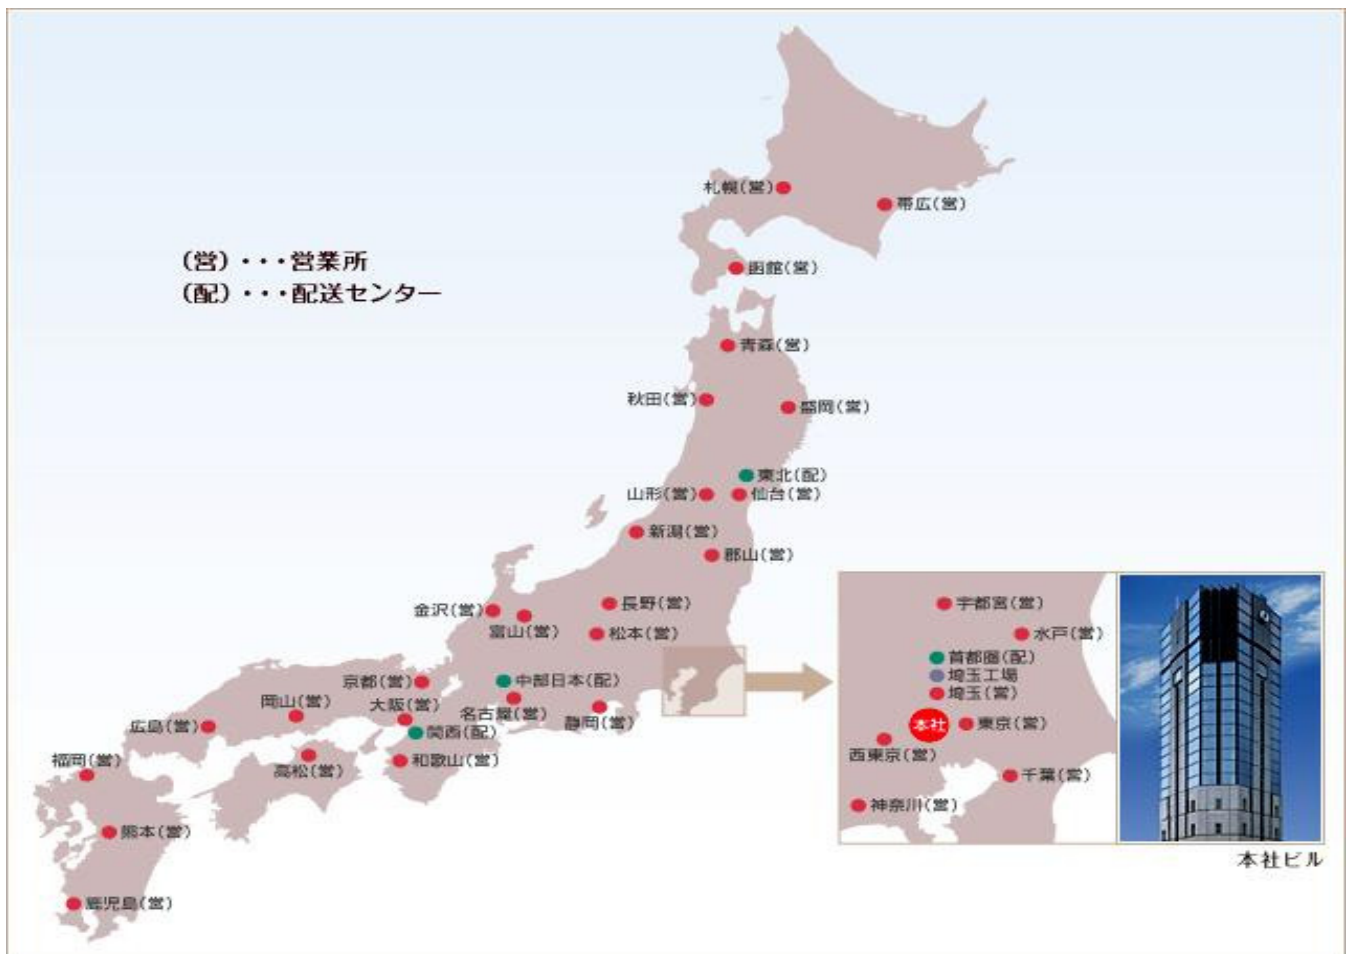 札幌(営)
帯広(営)
(営)・・・営業所
函館(営)
(配)・・・配送センター
青森(営)
秋田(営)
盛岡(営)
東北(配)
山形(営)
仙台(営)
新潟(営)
郡山(営)
金沢(営)
富山(営)
長野(営)
松本(営)
京都(営)
中部日本(配)
岡山(営)
大阪(営)
名古屋(営)
静岡(営)
広島(営)
関西(配)
福岡(営)
高松(営)
和歌山(営)
熊本(営)
鹿児島(営)
宇都宮(営)
水戸(営)
首都圏(配)
埼玉工場
埼玉(営)
本社
東京(営)
西東京(営)
千葉(営)
神奈川(営)
本社ビル